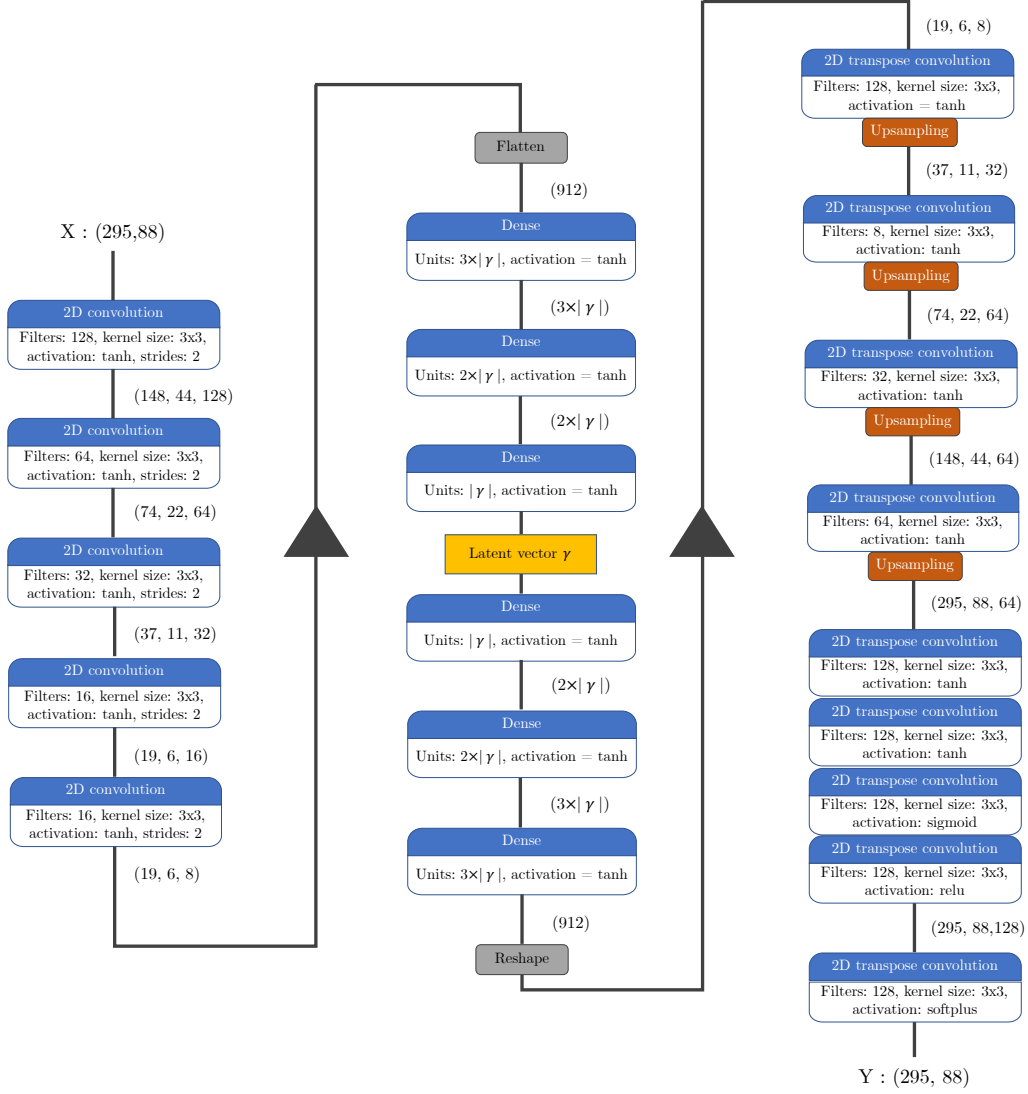 X : (295,88)
2D convolution
Filters: 128, kernel size: 3x3,
activation: tanh, strides: 2
(148, 44, 128)
2D convolution
Filters: 64, kernel size: 3x3,
activation: tanh, strides: 2
(74, 22, 64)
2D convolution
Filters: 32, kernel size: 3x3,
activation: tanh, strides: 2
(37, 11, 32)
2D convolution
Filters: 16, kernel size: 3x3,
activation: tanh, strides: 2
(19, 6, 16)
2D convolution
Filters: 16, kernel size: 3x3,
activation: tanh, strides: 2
(19, 6, 8)
Flatten
(912)
Dense
Units: 3×| γ |, activation = tanh
(3×| γ |)
Dense
Units: 2×| γ |, activation = tanh
(2×| γ |)
Dense
Units: | γ |, activation = tanh
Latent vector γ
Dense
Units: | γ |, activation = tanh
(2×| γ |)
Dense
Units: 2×| γ |, activation = tanh
(3×| γ |)
Dense
Units: 3×| γ |, activation = tanh
(912)
Reshape
(19, 6, 8)
2D transpose convolution
Filters: 128, kernel size: 3x3,
activation = tanh
Upsampling
(37, 11, 32)
2D transpose convolution
Filters: 8, kernel size: 3x3,
activation: tanh
Upsampling
(74, 22, 64)
2D transpose convolution
Filters: 32, kernel size: 3x3,
activation: tanh
Upsampling
(148, 44, 64)
2D transpose convolution
Filters: 64, kernel size: 3x3,
activation: tanh
Upsampling
(295, 88, 64)
2D transpose convolution
Filters: 128, kernel size: 3x3,
activation: tanh
2D transpose convolution
Filters: 128, kernel size: 3x3,
activation: tanh
2D transpose convolution
Filters: 128, kernel size: 3x3,
activation: sigmoid
2D transpose convolution
Filters: 128, kernel size: 3x3,
activation: relu
(295, 88,128)
2D transpose convolution
Filters: 128, kernel size: 3x3,
activation: softplus
Y : (295, 88)